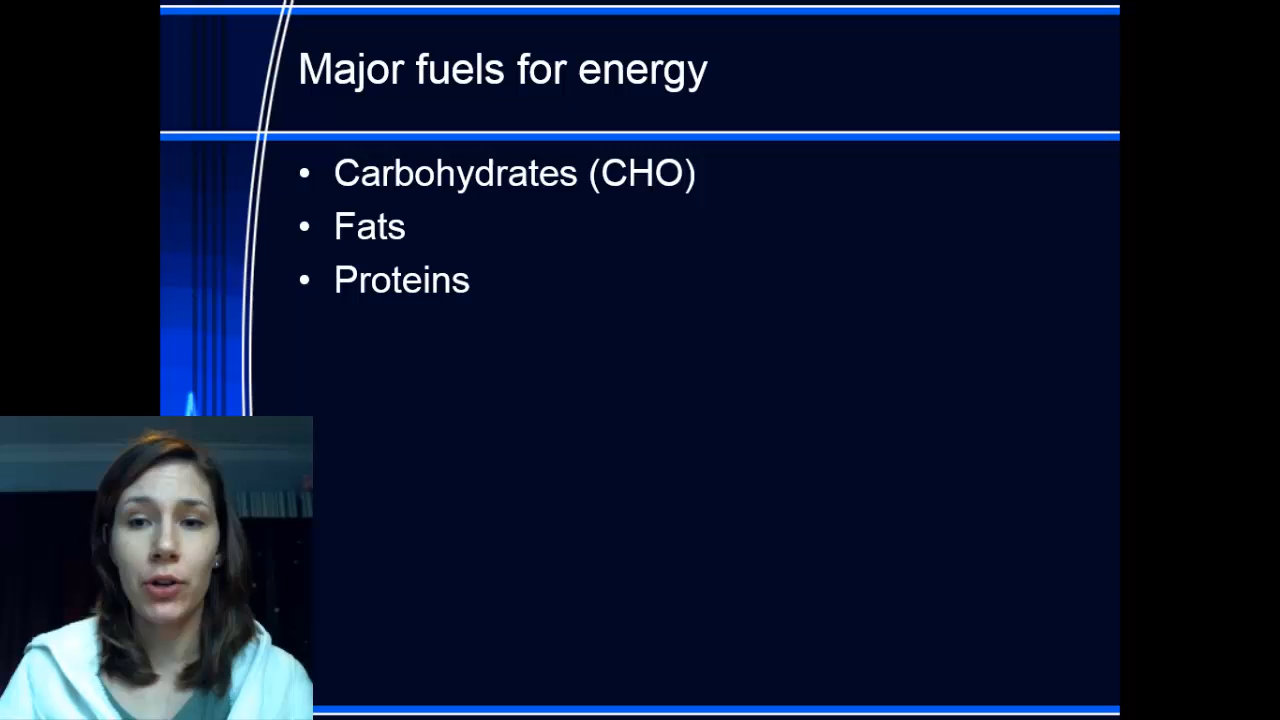 Major fuels for energy
• Carbohydrates (CHO)
• Fats
• Proteins